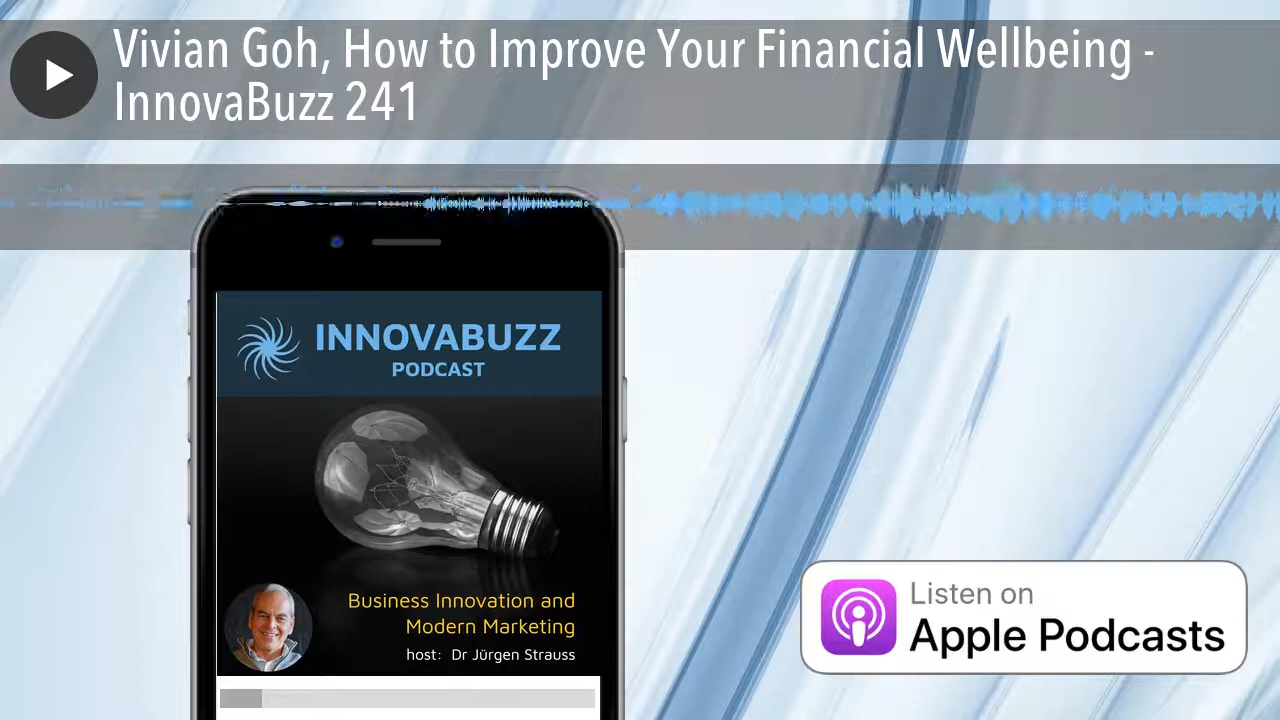 Vivian Goh, How to Improve Your Financial Wellbeing -
InnovaBuzz 241
INNOVABUZZ
PODCAST
Business Innovation and
Modern Marketing
host: Dr Jürgen Strauss
Listen on
Apple Podcasts